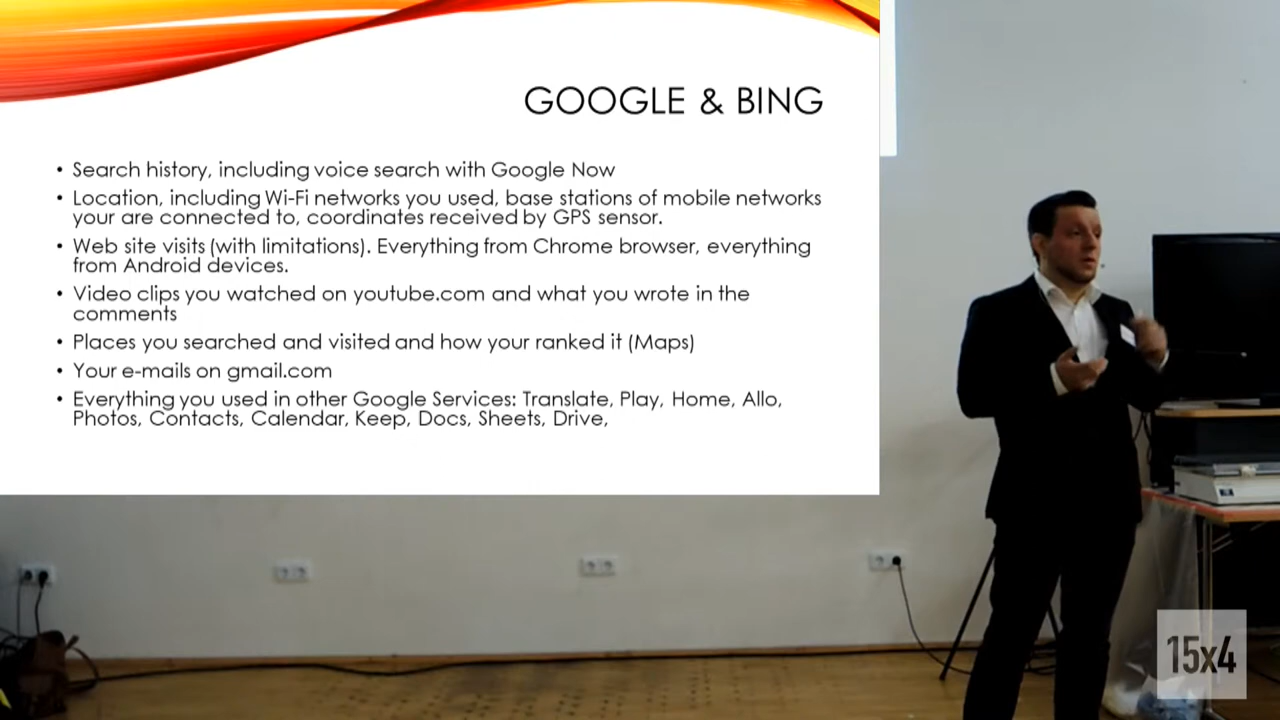 GOOGLE & BING
• Search history, including voice search with Google Now
• Location, including Wi-Fi networks you used, base stations of mobile networks
your are connected to, coordinates received by GPS sensor.
• Web site visits (with limitations). Everything from Chrome browser, everything
from Android devices.
• Video clips you watched on youtube.com and what you wrote in the
comments
• Places you searched and visited and how your ranked it (Maps)
• Your e-mails on gmail.com
• Everything you used in other Google Services: Translate, Play, Home, Allo,
Photos, Contacts, Calendar, Keep, Docs, Sheets, Drive,
15x4